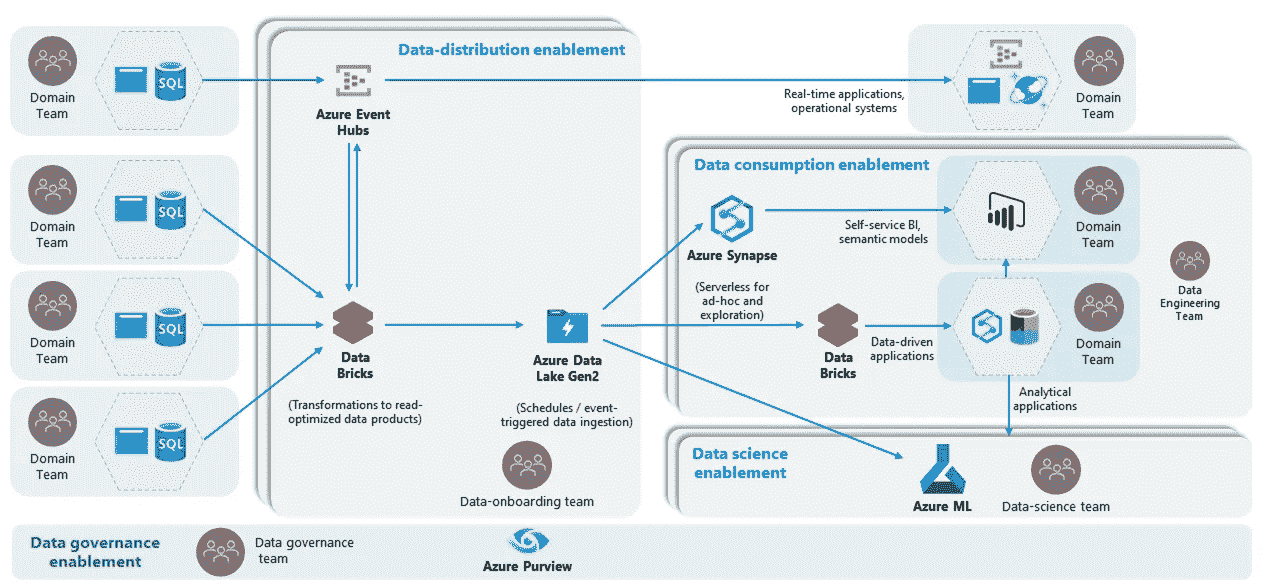 Domain
Team
SQL
Domain
Team
SQL
Domain
Team
SQL
Domain
Team
SQL
Data-distribution enablement
Azure Event
Hubs
Data
Bricks
(Transformations to read-
optimized data products)
Azure Data
Lake Gen2
(Schedules / event-
triggered data ingestion)
Data-onboarding team
Real-time applications,
operational systems
Domain
Team
Data consumption enablement
Azure Synapse
(Serverless for
ad-hoc and
exploration)
Self-service BI,
semantic models
Domain
Team
Data
Bricks
Data-driven
applications
Domain
Team
Data
Engineering
Team
Analytical
applications
Data science
enablement
Azure ML
Data-science team
Data governance
enablement
Data governance
team
Azure Purview